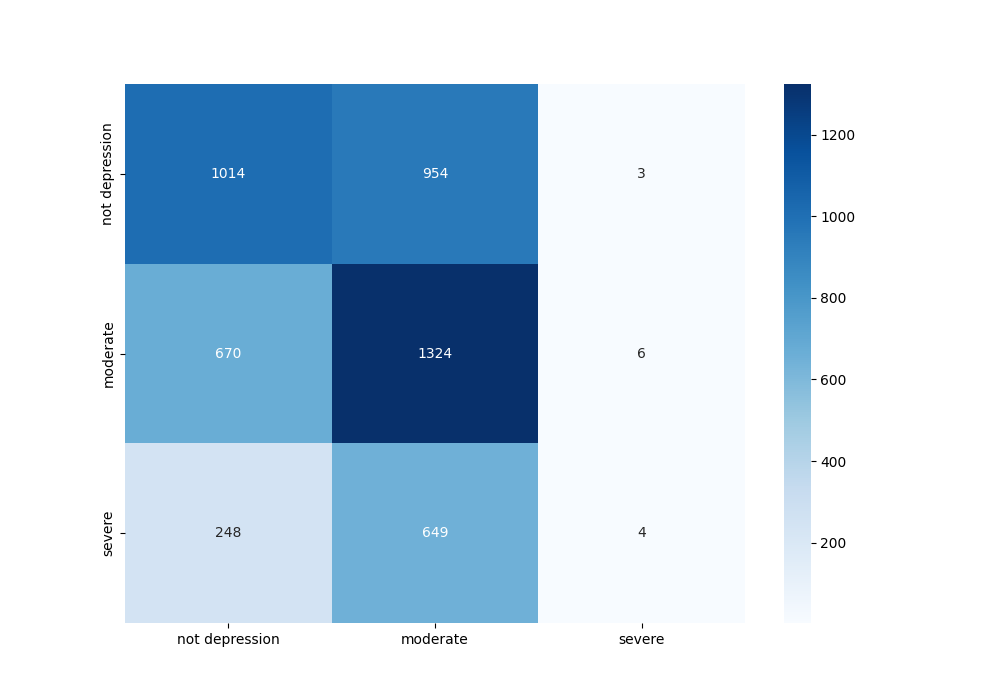 not depression 1014 954 3
moderate 670 1324 6
severe 248 649 4
not depression moderate severe
1200
1000
800
600
400
200